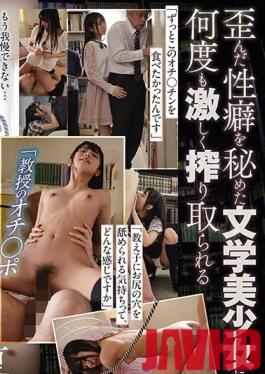 歪んだ性癖を秘めた文学美少女に
何度も激しく搾り取られる
「ずっとこのオチ〇チンを
食べたかったんです」
もう我慢できない…
「教授のオチ〇ポ
「教え子にお尻の穴を
舐められる気持ちって、
どんな感じですか」
JAVHD